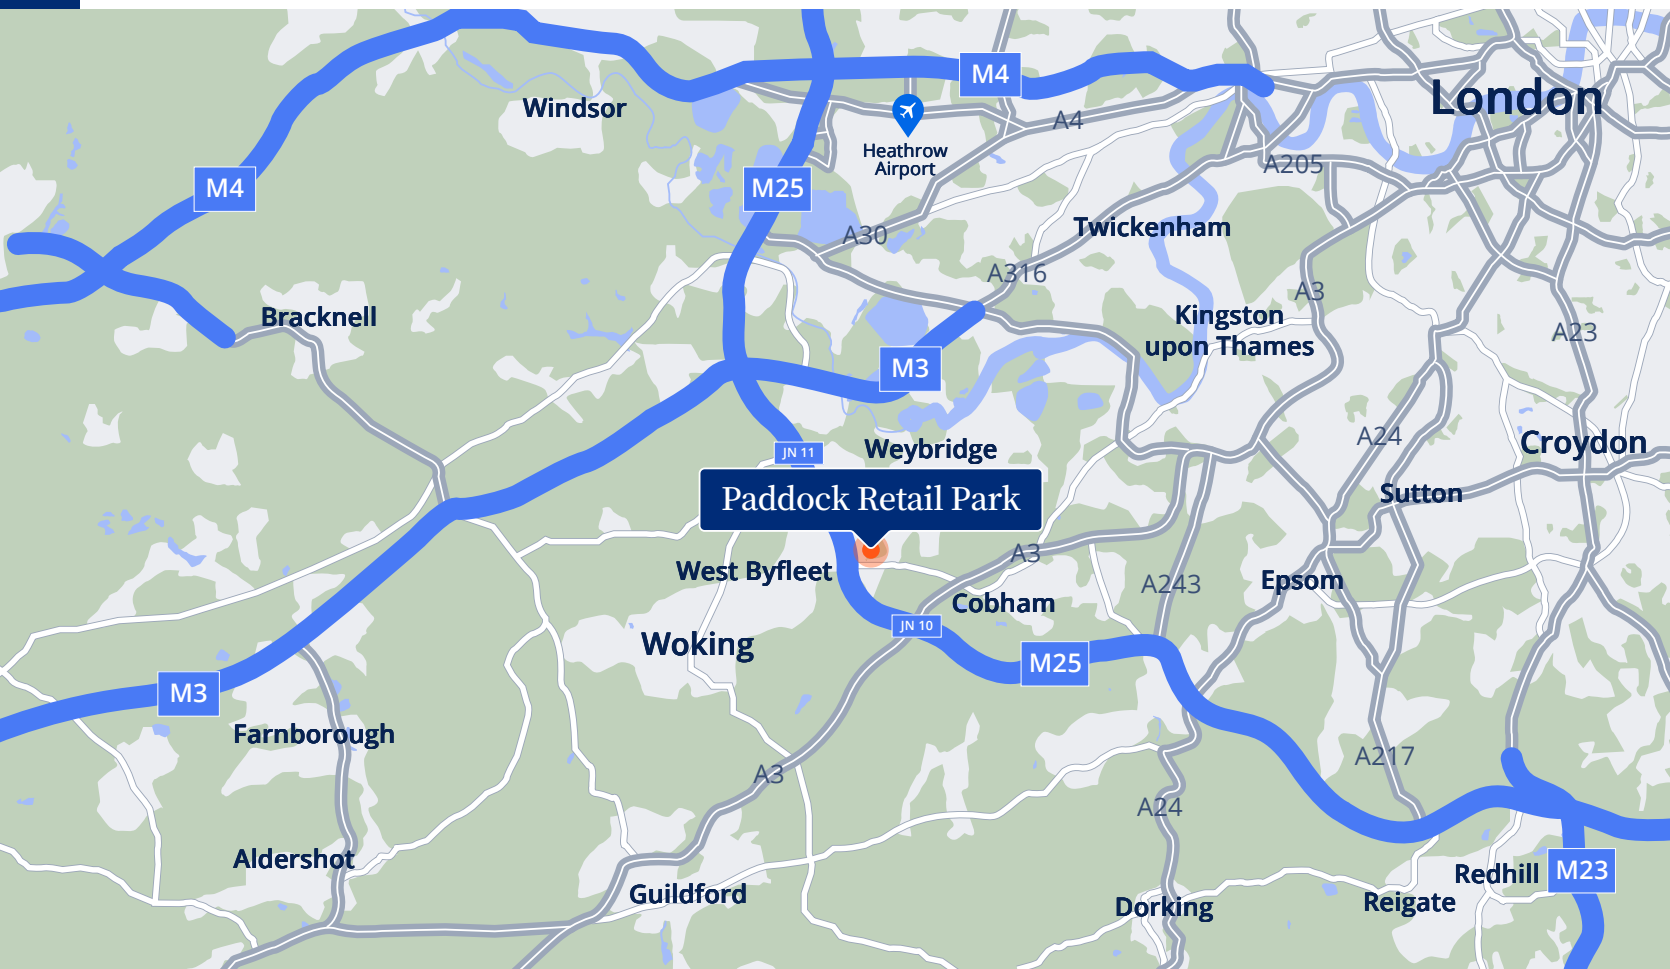 M4
London
Windsor
A4
Heathrow
Airport
A205
M4
M25
Twickenham
A30
A316
A3
Bracknell
Kingston
upon Thames
A23
M3
A24
Croydon
Weybridge
JN 11
Sutton
Paddock Retail Park
A3
West Byfleet
Epsom
A243
Cobham
JN 10
Woking
M25
M3
Farnborough
A217
A3
A24
Aldershot
Redhill
M23
Guildford
Reigate
Dorking